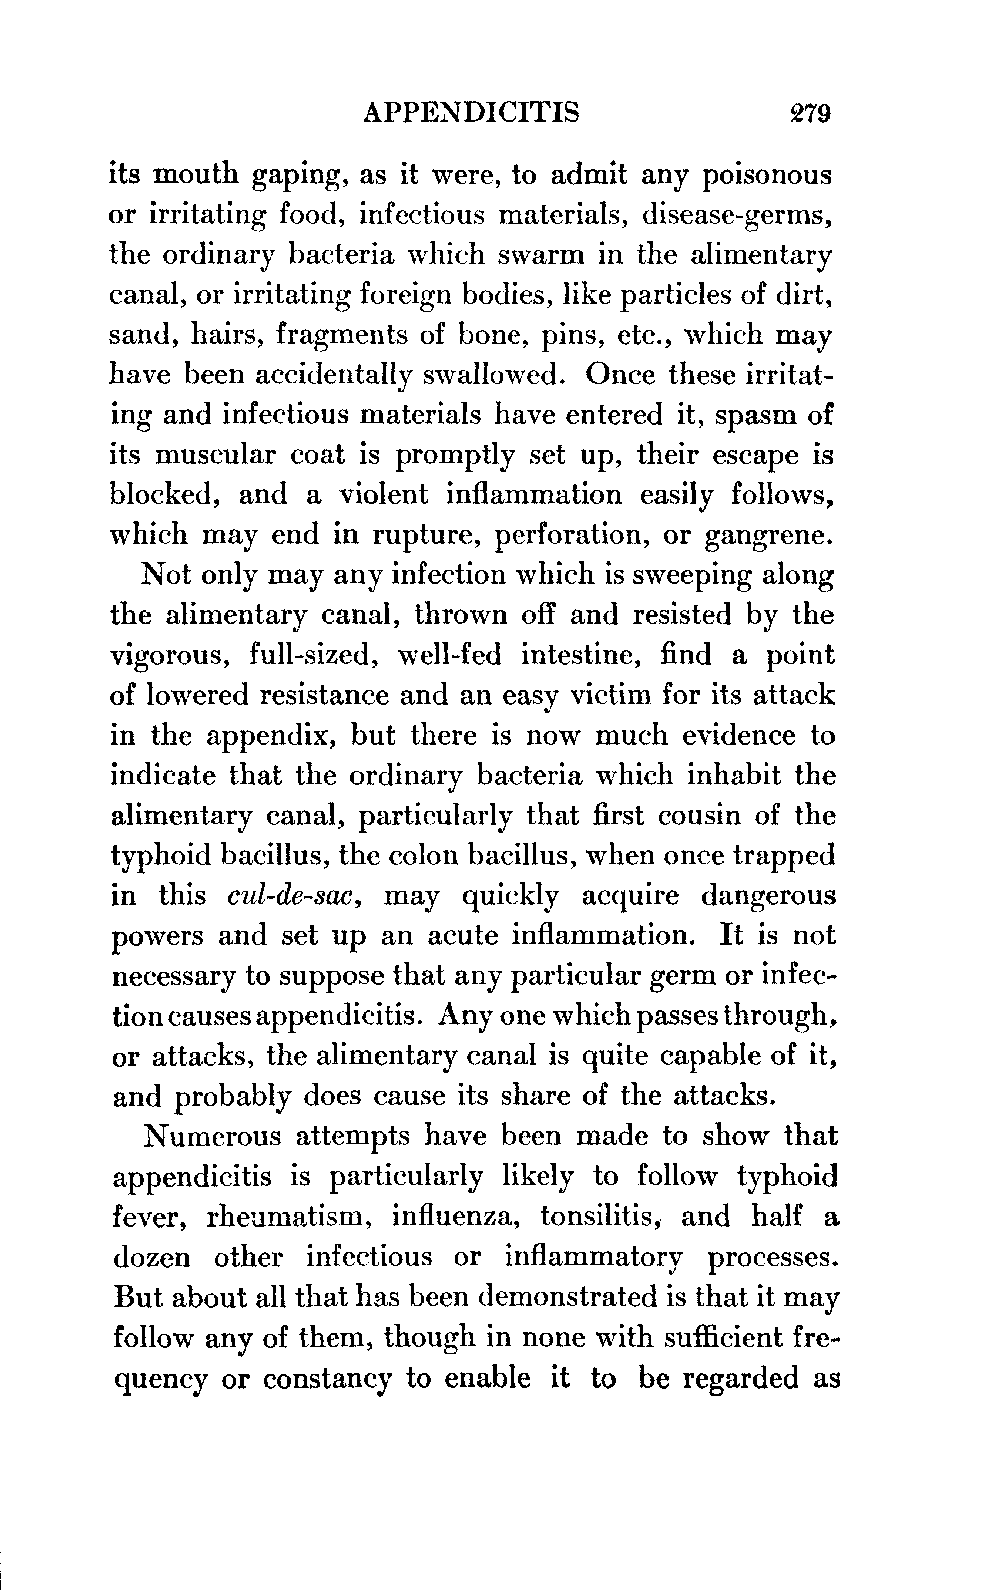 APPENDICITIS 279
its mouth gaping, as it were, to admit any poisonous
or irritating food, infectious materials, disease-germs,
the ordinary bacteria which swarm in the alimentary
canal, or irritating foreign bodies, like particles of dirt,
sand, hairs, fragments of bone, pins, etc., which may
have been accidentally swallowed. Once these irritat-
ing and infectious materials have entered it, spasm of
its muscular coat is promptly set up, their escape is
blocked, and a violent inflammation easily follows,
which may end in rupture, perforation, or gangrene.
Not only may any infection which is sweeping along
the alimentary canal, thrown off and resisted by the
vigorous, full-sized, well-fed intestine, find a point
of lowered resistance and an easy victim for its attack
in the appendix, but there is now much evidence to
indicate that the ordinary bacteria which inhabit the
alimentary canal, particularly that first cousin of the
typhoid bacillus, the colon bacillus, when once trapped
in this cul-de-sac, may quickly acquire dangerous
powers and set up an acute inflammation. It is not
necessary to suppose that any particular germ or infec-
tion causes appendicitis. Any one which passes through,
or attacks, the alimentary canal is quite capable of it,
and probably does cause its share of the attacks.
Numerous attempts have been made to show that
appendicitis is particularly likely to follow typhoid
fever, rheumatism, influenza, tonsilitis, and half a
dozen other infectious or inflammatory processes.
But about all that has been demonstrated is that it may
follow any of them, though in none with sufficient fre-
quency or constancy to enable it to be regarded as